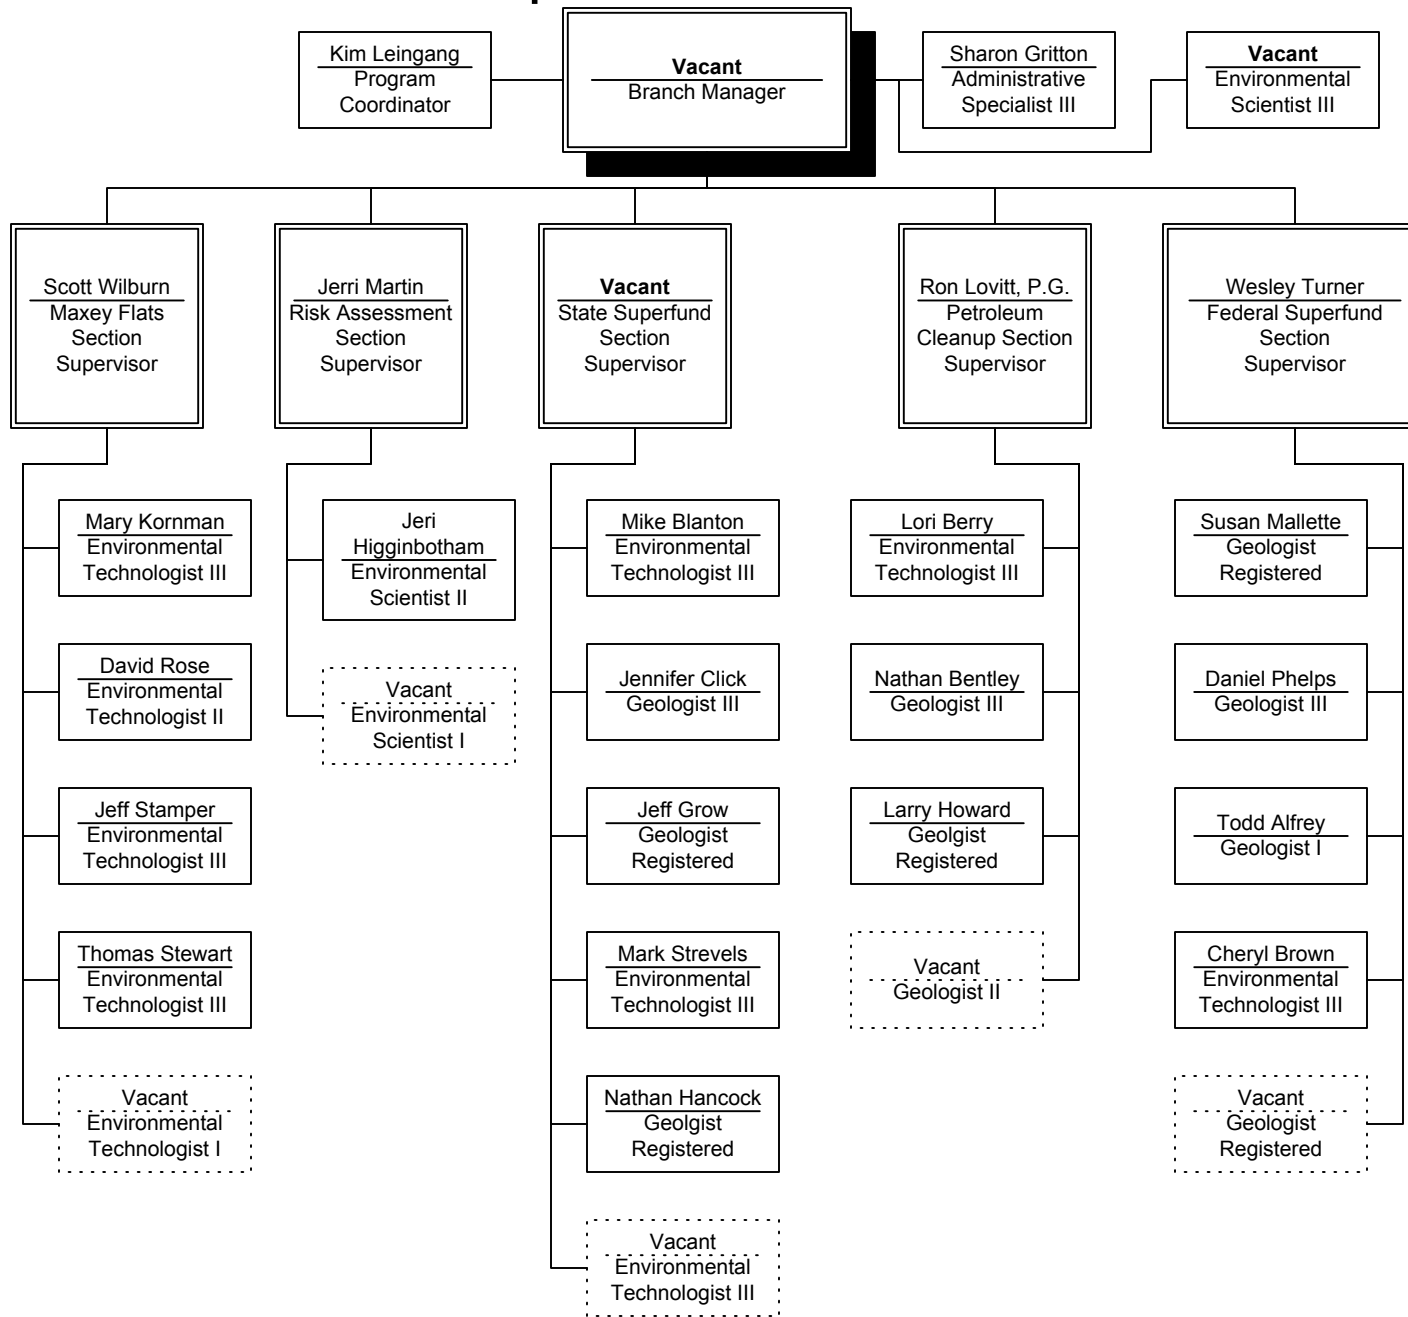 Kim Leingang
Program
Coordinator
Vacant
Branch Manager
Sharon Gritton
Administrative
Specialist III
Vacant
Environmental
Scientist III
Scott Wilburn
Maxey Flats
Section
Supervisor
Jerri Martin
Risk Assessment
Section
Supervisor
Vacant
State Superfund
Section
Supervisor
Ron Lovitt, P.G.
Petroleum
Cleanup Section
Supervisor
Wesley Turner
Federal Superfund
Section
Supervisor
Mary Kornman
Environmental
Technologist III
David Rose
Environmental
Technologist II
Jeff Stamper
Environmental
Technologist III
Thomas Stewart
Environmental
Technologist III
Vacant
Environmental
Technologist I
Jeri
Higginbotham
Environmental
Scientist II
Vacant
Environmental
Scientist I
Mike Blanton
Environmental
Technologist III
Jennifer Click
Geologist III
Jeff Grow
Geologist
Registered
Mark Strevels
Environmental
Technologist III
Nathan Hancock
Geolgist
Registered
Vacant
Environmental
Technologist III
Lori Berry
Environmental
Technologist III
Nathan Bentley
Geologist III
Larry Howard
Geolgist
Registered
Vacant
Geologist II
Susan Mallette
Geologist
Registered
Daniel Phelps
Geologist III
Todd Alfrey
Geologist I
Cheryl Brown
Environmental
Technologist III
Vacant
Geologist
Registered